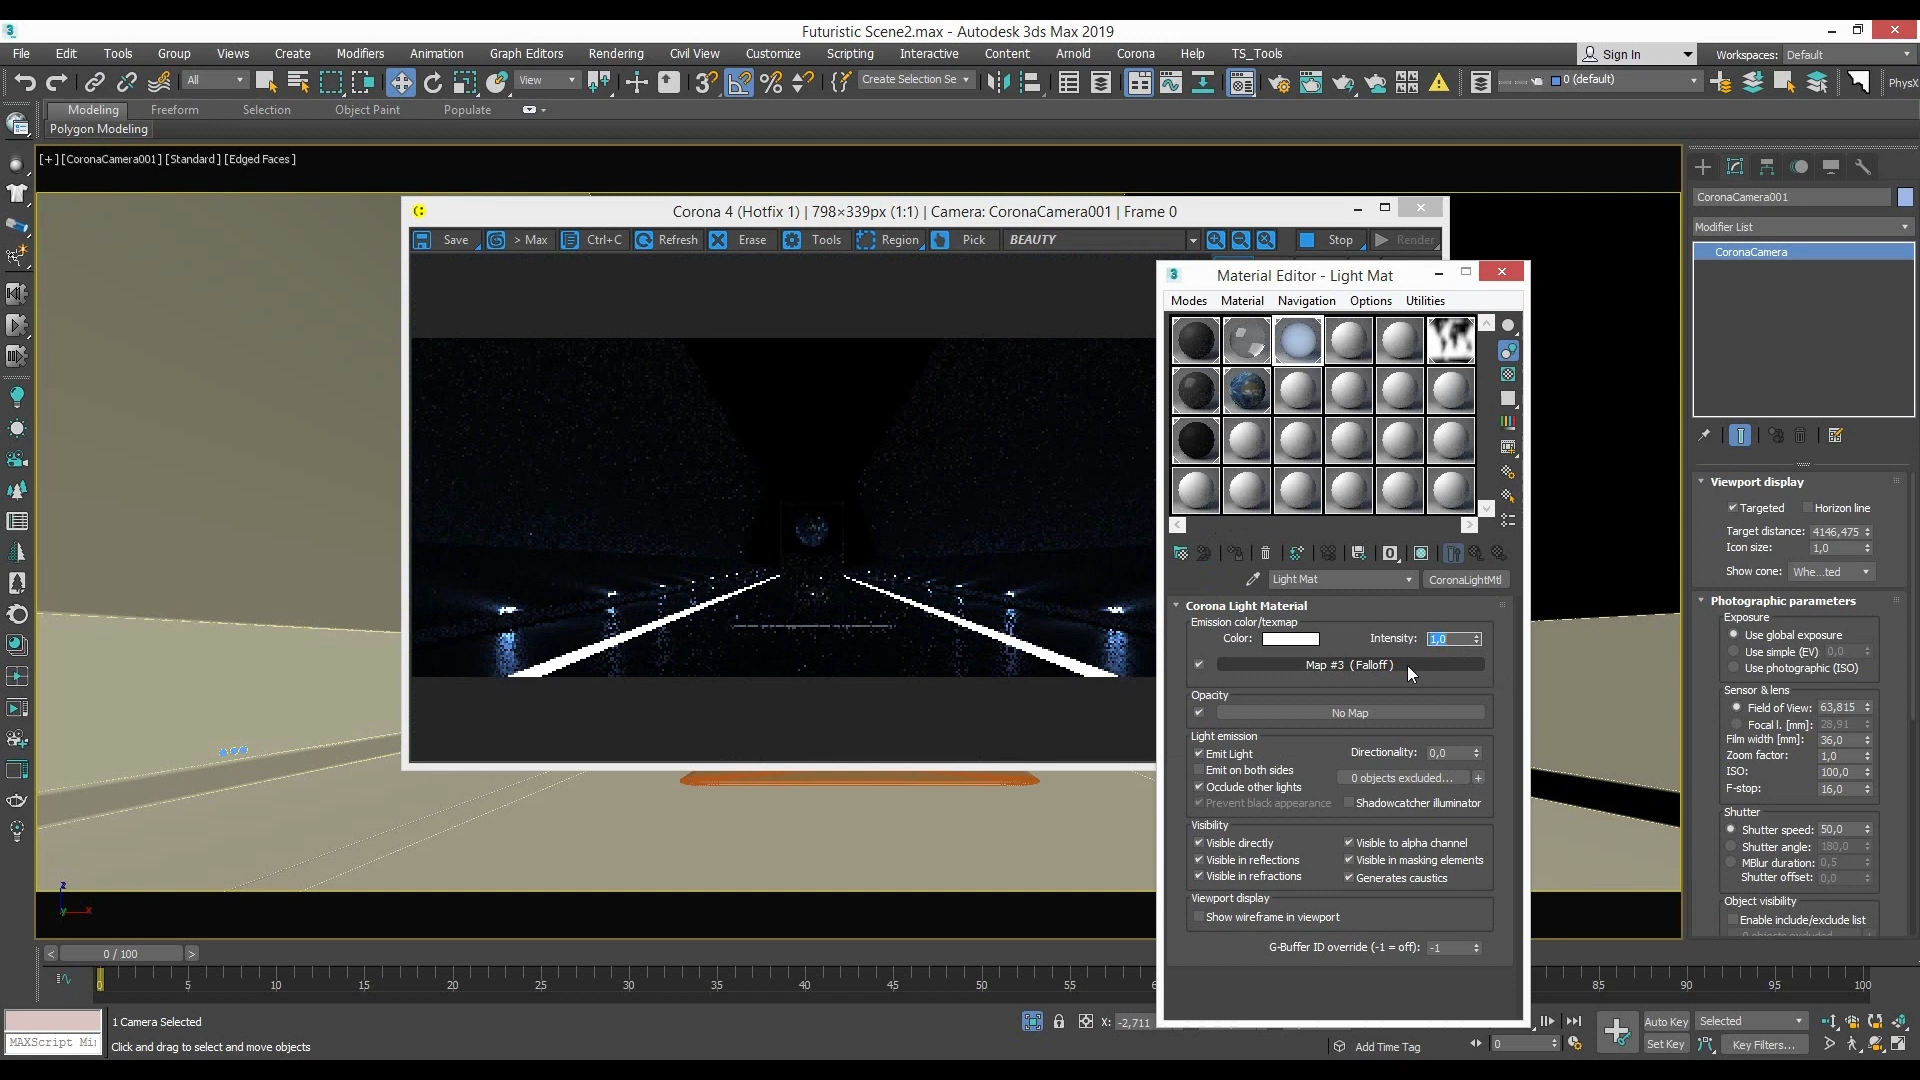 Futuristic Scene2.max - Autodesk 3ds Max 2019
File Edit Tools Group Views Create Modifiers Animation Graph Editors Rendering Civil View Customize Scripting Interactive Content Arnold Corona Help TS_Tools
Sign In
Workspaces: Default
All
View
Create Selection Se
0 (default)
PhysX
Modeling Freeform Selection Object Paint Populate
Polygon Modeling
[+] [CoronaCamera001] [Standard] [Edged Faces]
Corona 4 (Hotfix 1) | 798×339px (1:1) | Camera: CoronaCamera001 | Frame 0
Save > Max Ctrl+C Refresh Erase Tools Region Pick BEAUTY Stop Render
Material Editor - Light Mat
Modes Material Navigation Options Utilities
Light Mat
CoronaLightMtl
Corona Light Material
Emission color/texmap
Color: Intensity: 1,0
Map #3 (Falloff)
Opacity
No Map
Light emission
Emit Light Directionality: 0,0
Emit on both sides 0 objects excluded... +
Occlude other lights
Prevent black appearance Shadowcatcher illuminator
Visibility
Visible directly Visible to alpha channel
Visible in reflections Visible in masking elements
Visible in refractions Generates caustics
Viewport display
Show wireframe in viewport
G-Buffer ID override (-1 = off): -1
CoronaCamera001
Modifier List
CoronaCamera
Viewport display
Targeted Horizon line
Target distance: 4146,475
Icon size: 1,0
Show cone: Whe...ted
Photographic parameters
Exposure
Use global exposure
Use simple (EV) 0,0
Use photographic (ISO)
Sensor & lens
Field of View: 63,815
Focal l. [mm]: 28,91
Film width [mm]: 36,0
Zoom factor: 1,0
ISO: 100,0
F-stop: 16,0
Shutter
Shutter speed: 50,0
Shutter angle: 180,0
MBlur duration: 0,5
Shutter offset: 0,0
Object visibility
Enable include/exclude list
z
y x
< 0 / 100 >
0 5 10 15 20 25 30 35 40 45 50 55 85 90 95 100
1 Camera Selected
X: -2,711
Auto Key Selected
MAXScript Mi
Click and drag to select and move objects
Add Time Tag
0
Set Key Key Filters...